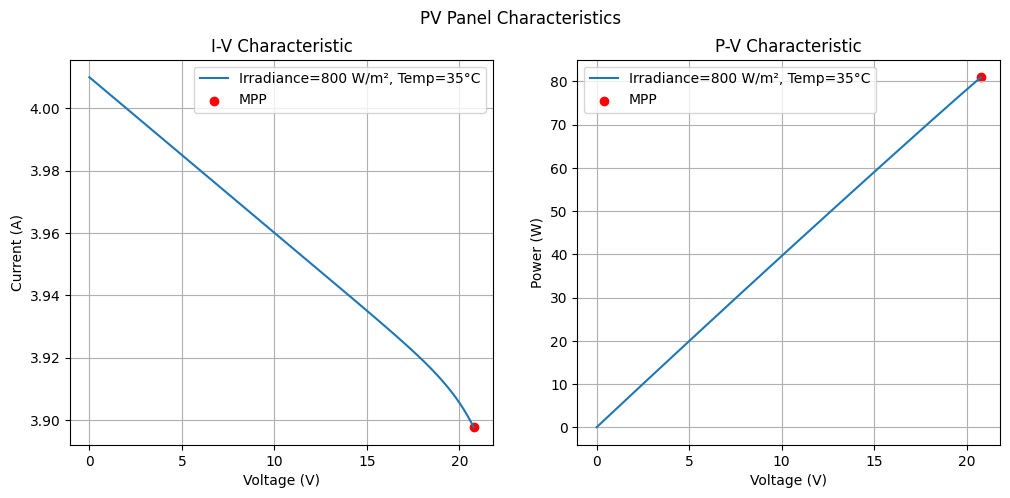 PV Panel Characteristics
I-V Characteristic
Irradiance=800 W/m², Temp=35°C
MPP
4.00
3.98
3.96
3.94
3.92
3.90
Current (A)
0
5
10
15
20
Voltage (V)
P-V Characteristic
Irradiance=800 W/m², Temp=35°C
MPP
80
70
60
50
40
30
20
10
0
Power (W)
0
5
10
15
20
Voltage (V)